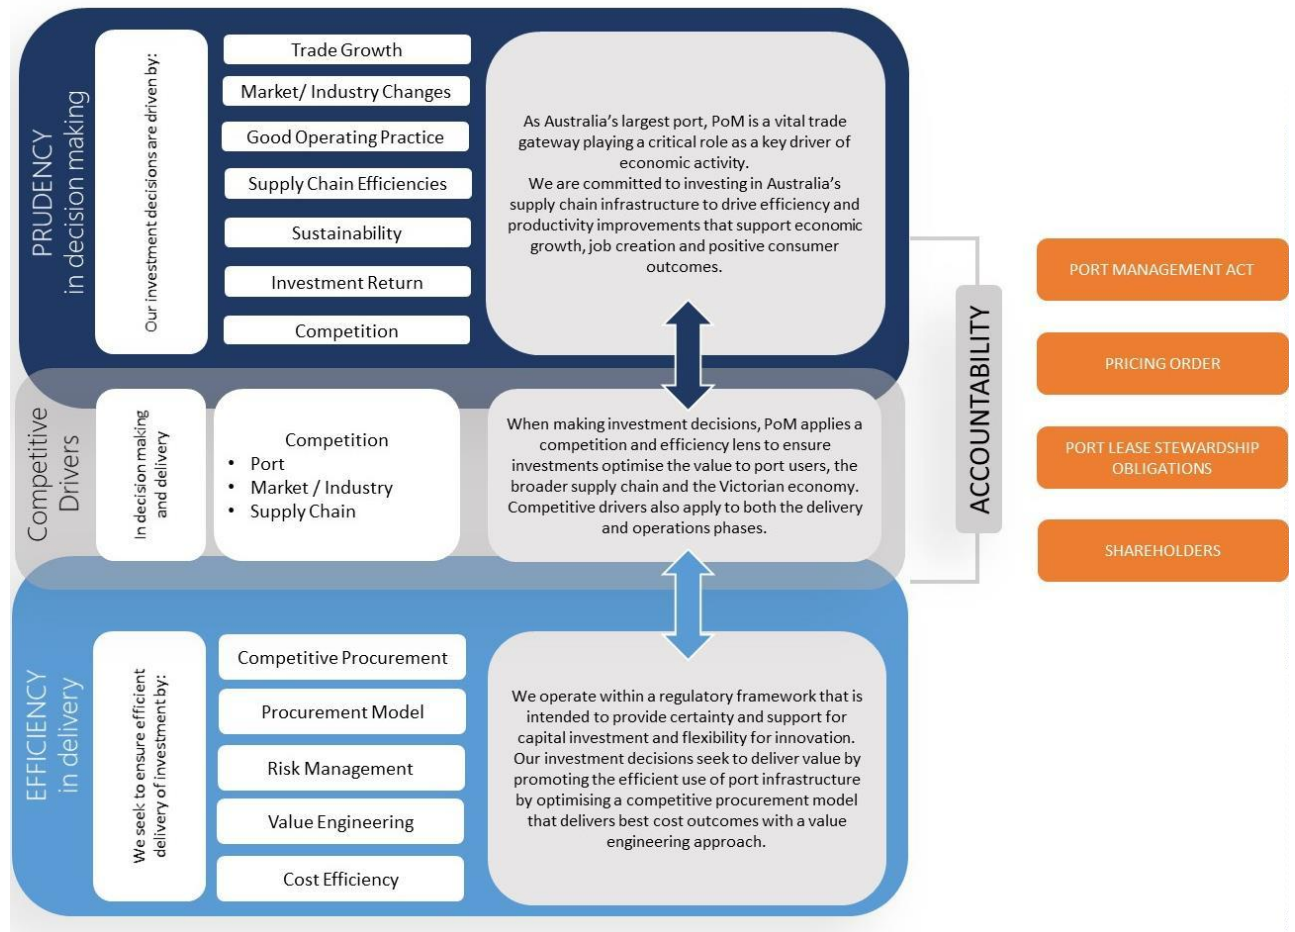 PRUDENCY
in decision making
Our investment decisions are driven by:
Trade Growth
Market/ Industry Changes
Good Operating Practice
Supply Chain Efficiencies
Sustainability
Investment Return
Competition
As Australia’s largest port, PoM is a vital trade
gateway playing a critical role as a key driver of
economic activity.
We are committed to investing in Australia’s
supply chain infrastructure to drive efficiency and
productivity improvements that support economic
growth, job creation and positive consumer
outcomes.
Competitive
Drivers
In decision making
and delivery
Competition
• Port
• Market / Industry
• Supply Chain
When making investment decisions, PoM applies a
competition and efficiency lens to ensure
investments optimise the value to port users, the
broader supply chain and the Victorian economy.
Competitive drivers also apply to both the delivery
and operations phases.
EFFICIENCY
in delivery
We seek to ensure efficient
delivery of investment by:
Competitive Procurement
Procurement Model
Risk Management
Value Engineering
Cost Efficiency
We operate within a regulatory framework that is
intended to provide certainty and support for
capital investment and flexibility for innovation.
Our investment decisions seek to deliver value by
promoting the efficient use of port infrastructure
by optimising a competitive procurement model
that delivers best cost outcomes with a value
engineering approach.
ACCOUNTABILITY
PORT MANAGEMENT ACT
PRICING ORDER
PORT LEASE STEWARDSHIP
OBLIGATIONS
SHAREHOLDERS